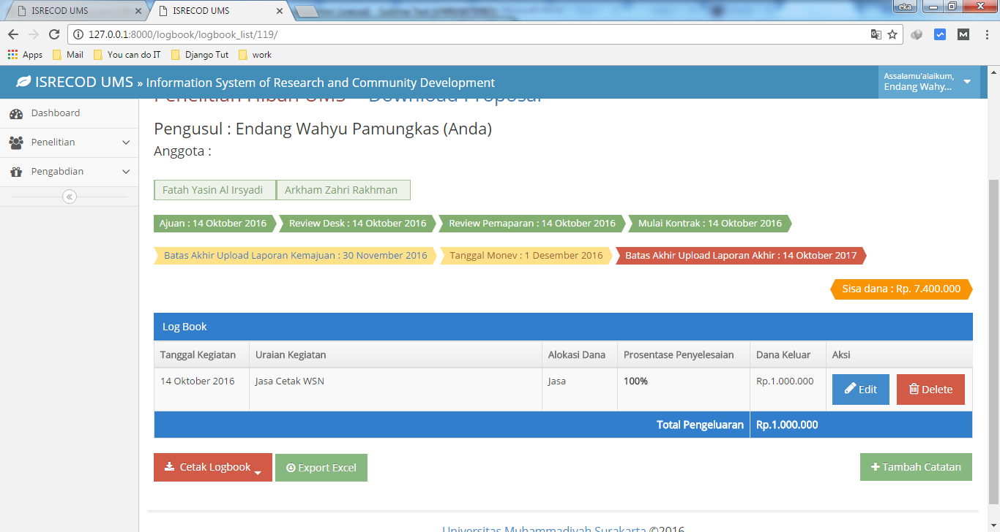 ISRECOD UMS
ISRECOD UMS
eka
127.0.0.1:8000/logbook/logbook_list/119/
Apps Mail You can do IT Django Tut work
ISRECOD UMS » Information System of Research and Community Development
Assalamu'alaikum,
Endang Wahy...
Dashboard
Penelitian
Pengabdian
Penelitian Hibah UMS Download Proposal
Pengusul : Endang Wahyu Pamungkas (Anda)
Anggota :
Fatah Yasin Al Irsyadi Arkham Zahri Rakhman
Ajuan : 14 Oktober 2016 Review Desk : 14 Oktober 2016 Review Pemaparan : 14 Oktober 2016 Mulai Kontrak : 14 Oktober 2016
Batas Akhir Upload Laporan Kemajuan : 30 November 2016 Tanggal Monev : 1 Desember 2016 Batas Akhir Upload Laporan Akhir : 14 Oktober 2017
Sisa dana : Rp. 7.400.000
Log Book
Tanggal Kegiatan Uraian Kegiatan Alokasi Dana Prosentase Penyelesaian Dana Keluar Aksi
14 Oktober 2016 Jasa Cetak WSN Jasa 100% Rp.1.000.000 Edit Delete
Total Pengeluaran Rp.1.000.000
Cetak Logbook Export Excel Tambah Catatan
Universitas Muhammadiyah Surakarta ©2016